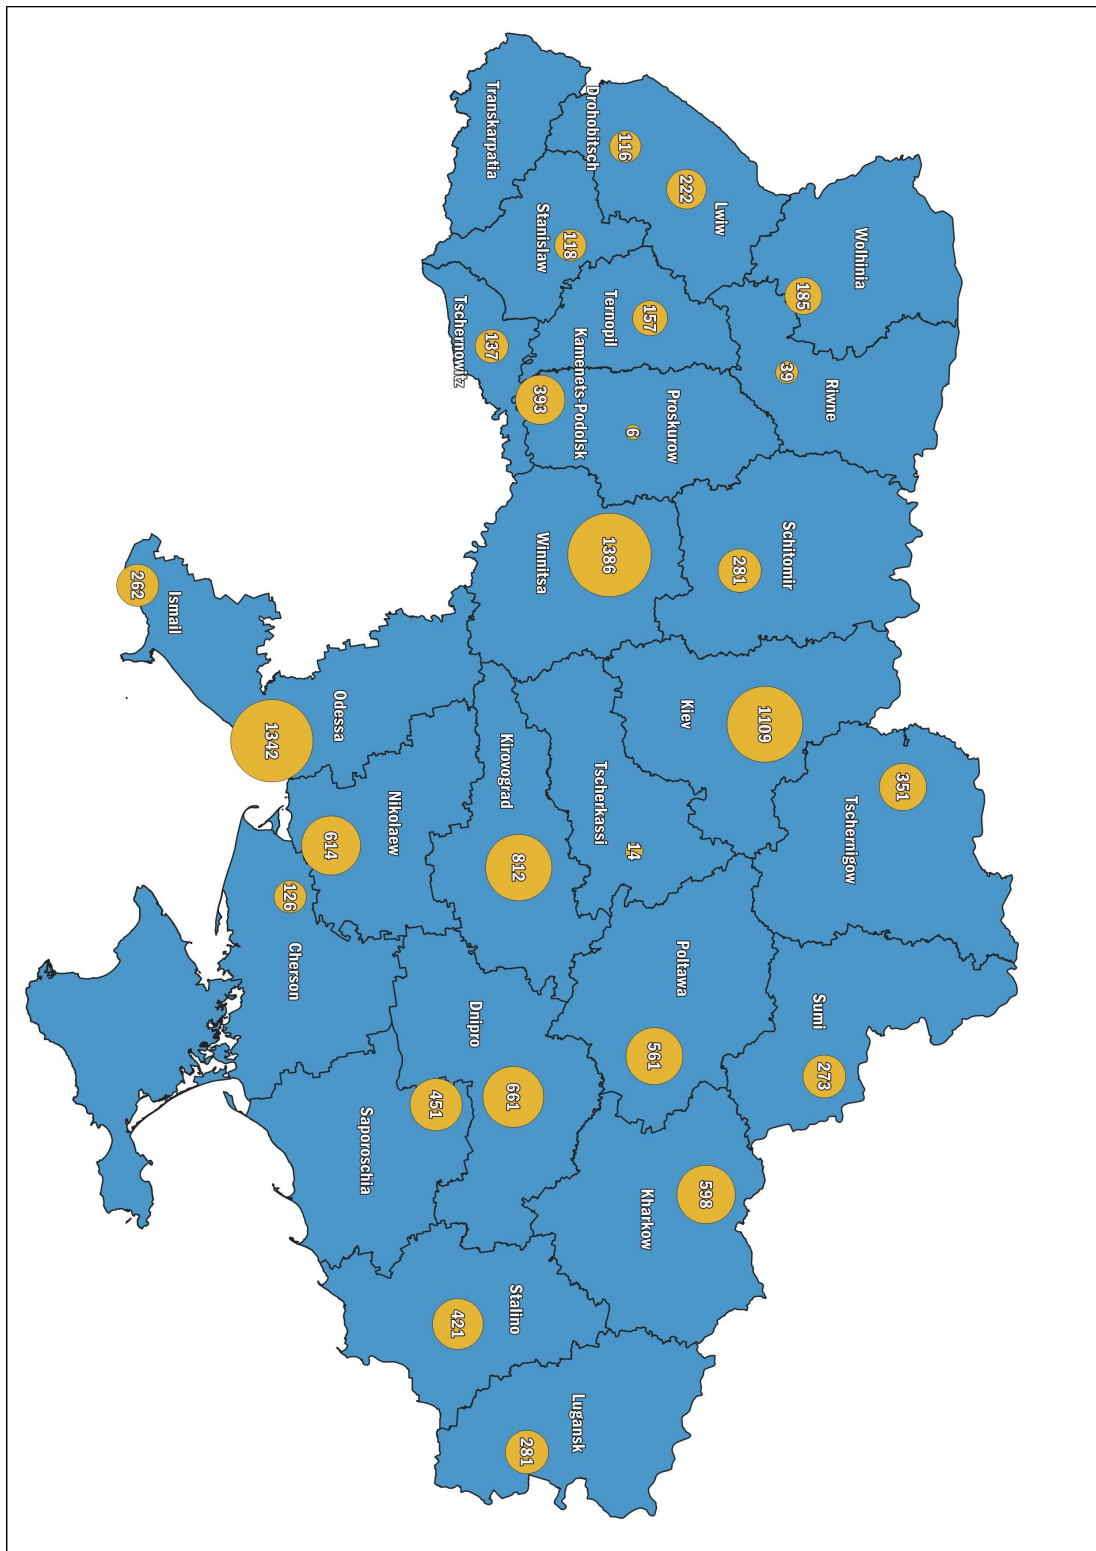 Wolhinia
185
Riwne
39
Lwiw
222
Drohobitsch
116
Transkarpatia
Stanislaw
118
Ternopil
157
Tschernowitz
137
Kamenets-Podolsk
393
Proskurow
6
Schitomir
281
Winnitsa
1386
Kiev
1109
Tschernigow
351
Sumi
273
Tscherkassi
14
Kirovograd
812
Poltawa
561
Kharkow
598
Odessa
1342
Ismail
262
Nikolaew
614
Cherson
126
Dnipro
661
Saporoschia
451
Stalino
421
Lugansk
281